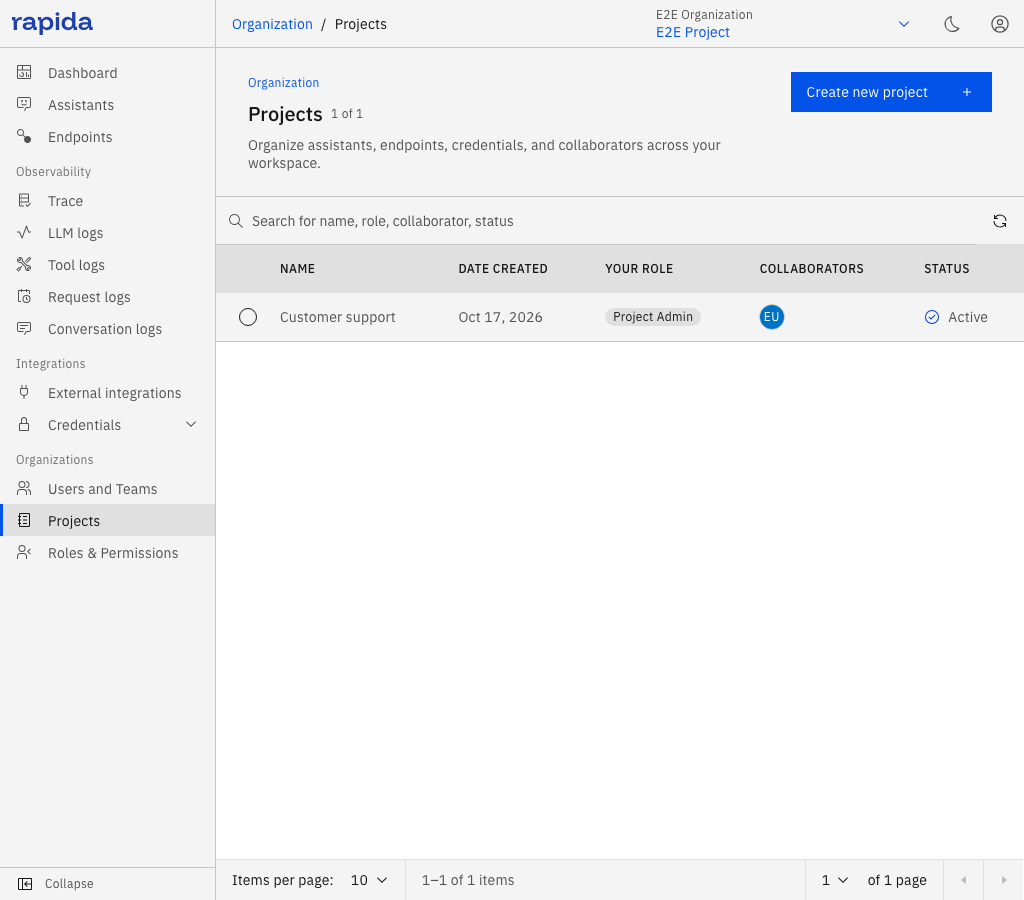 rapida
Organization / Projects
E2E Organization
E2E Project
Dashboard
Assistants
Endpoints
Observability
Trace
LLM logs
Tool logs
Request logs
Conversation logs
Integrations
External integrations
Credentials
Organizations
Users and Teams
Projects
Roles & Permissions
Collapse
Organization
Projects 1 of 1
Organize assistants, endpoints, credentials, and collaborators across your
workspace.
Create new project +
Search for name, role, collaborator, status
NAME DATE CREATED YOUR ROLE COLLABORATORS STATUS
Customer support Oct 17, 2026 Project Admin EU Active
Items per page: 10 1–1 of 1 items 1 of 1 page